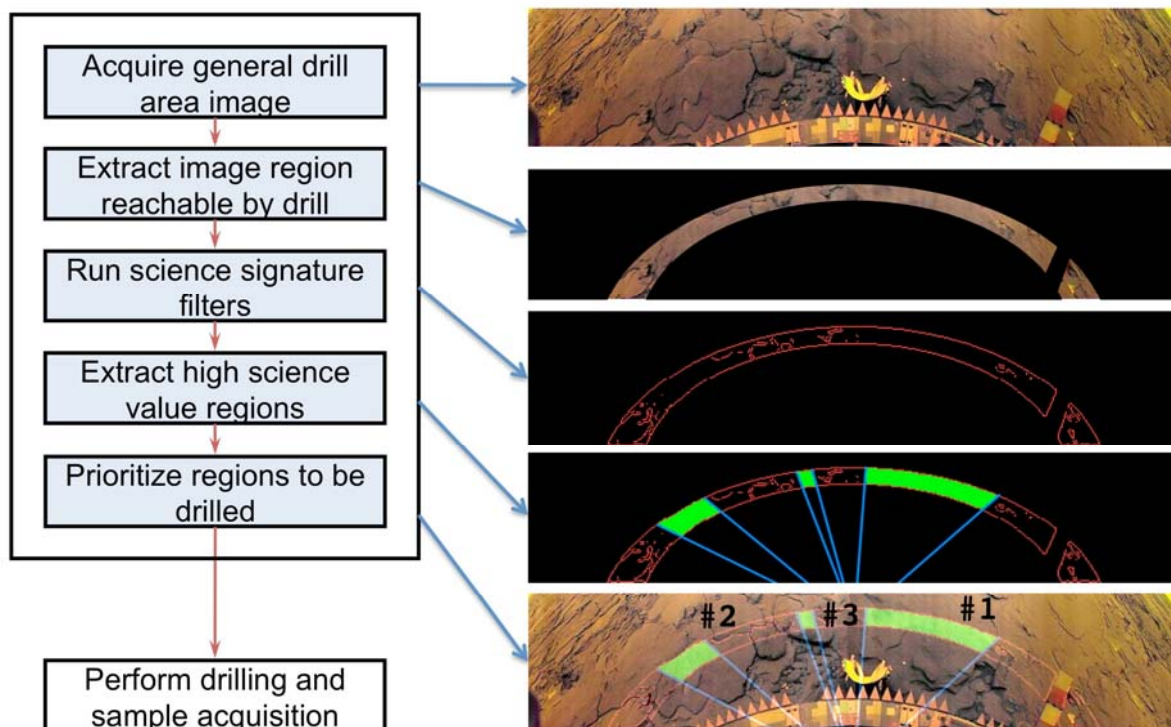 Acquire general drill
area image
Extract image region
reachable by drill
Run science signature
filters
Extract high science
value regions
Prioritize regions to be
drilled
Perform drilling and
sample acquisition
#2
#3
#1